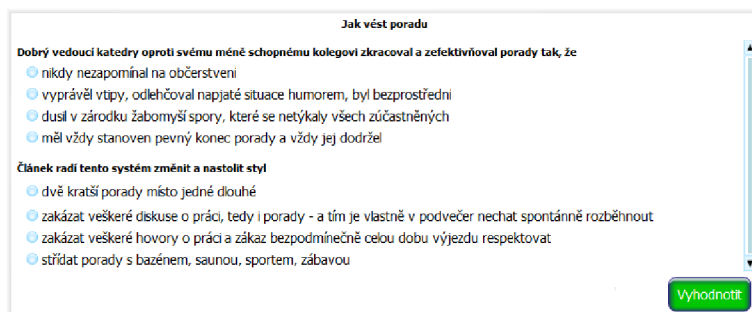 Jak vést poradu
Dobrý vedoucí katedry oproti svému méně schopnému kolegovi zkracoval a zefektivňoval porady tak, že
nikdy nezapomínal na občerstvení
vyprávěl vtipy, odlehčoval napjaté situace humorem, byl bezprostřední
dusil v zárodku žabomyší spory, které se netýkaly všech zúčastněných
měl vždy stanoven pevný konec porady a vždy jej dodržel
Článek radí tento systém změnit a nastolit styl
dvě kratší porady místo jedné dlouhé
zakázat veškeré diskuse o práci, tedy i porady - a tím je vlastně v podvečer nechat spontánně rozběhnout
zakázat veškeré hovory o práci a zákaz bezpodmínečně celou dobu výjezdu respektovat
střídat porady s bazénem, saunou, sportem, zábavou
Vyhodnotit